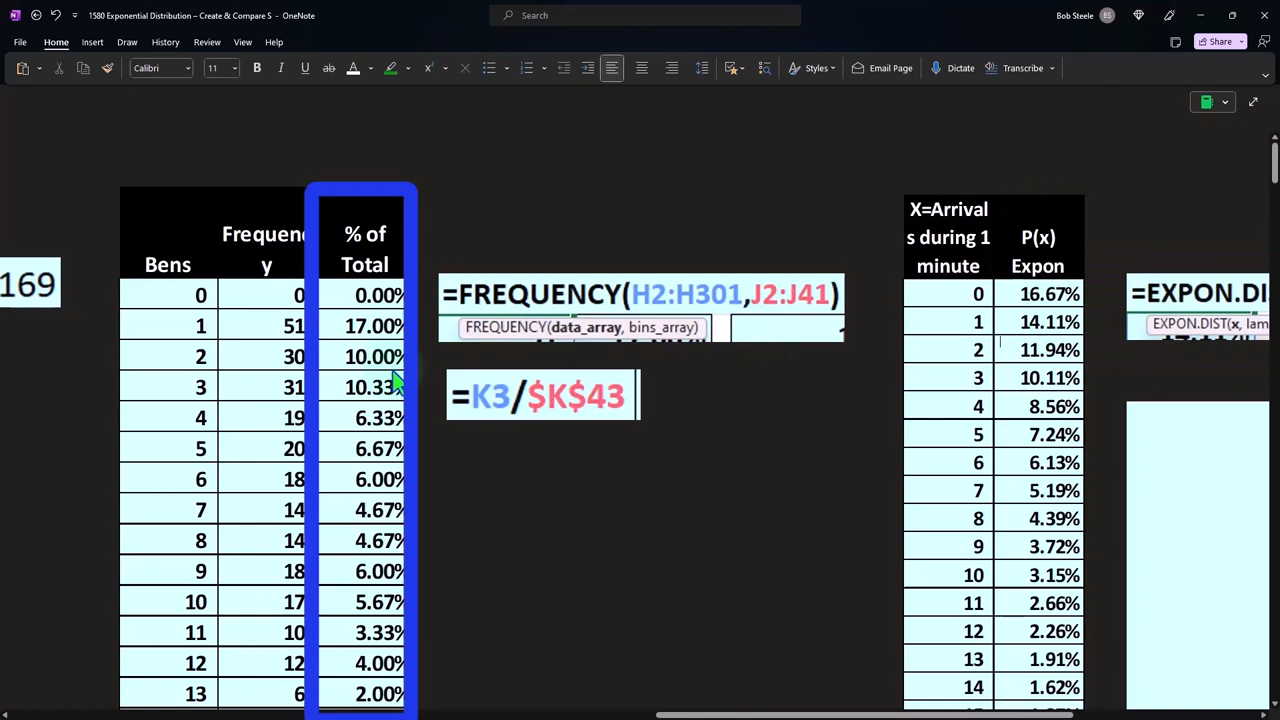 1580 Exponential Distribution – Create & Compare S - OneNote
Search
Bob Steele BS
File Home Insert Draw History Review View Help
Share
Calibri 11 B I U A Styles Email Page Dictate Transcribe
169
Bens Frequenc y % of Total
0 0 0.00%
1 51 17.00%
2 30 10.00%
3 31 10.33%
4 19 6.33%
5 20 6.67%
6 18 6.00%
7 14 4.67%
8 14 4.67%
9 18 6.00%
10 17 5.67%
11 10 3.33%
12 12 4.00%
13 6 2.00%
=FREQUENCY(H2:H301,J2:J41)
FREQUENCY(data_array, bins_array)
=K3/$K$43
X=Arrival
s during 1 P(x)
minute Expon
0 16.67%
1 14.11%
2 11.94%
3 10.11%
4 8.56%
5 7.24%
6 6.13%
7 5.19%
8 4.39%
9 3.72%
10 3.15%
11 2.66%
12 2.26%
13 1.91%
14 1.62%
=EXPON.DIS
EXPON.DIST(x, lam